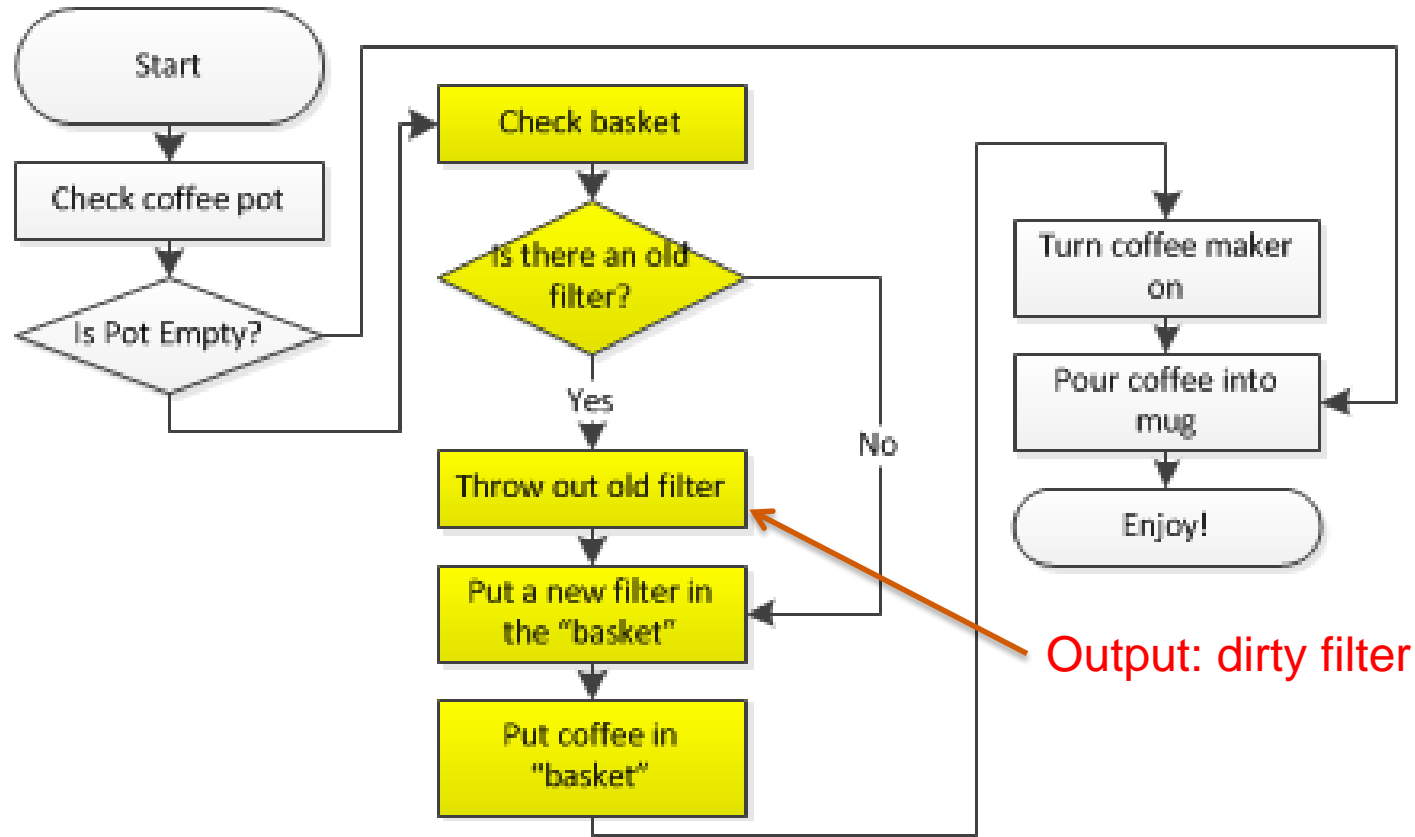 Start
Check coffee pot
Is Pot Empty?
Check basket
Is there an old
filter?
Yes
No
Throw out old filter
Put a new filter in
the “basket”
Put coffee in
“basket”
Turn coffee maker
on
Pour coffee into
mug
Enjoy!
Output: dirty filter